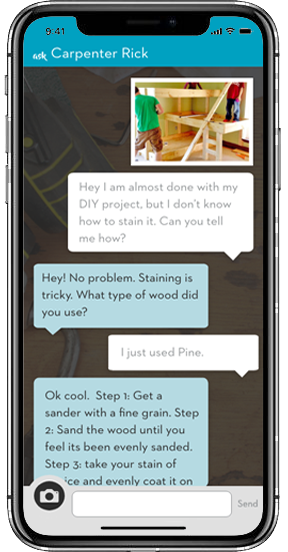 9:41
ask Carpenter Rick
Hey I am almost done with my
DIY project, but I don't know
how to stain it. Can you tell
me how?
Hey! No problem. Staining is
tricky. What type of wood did
you use?
I just used Pine.
Ok cool. Step 1: Get a
sander with a fine grain. Step
2: Sand the wood until you
feel its been evenly sanded.
Step 3: take your stain of
ice and evenly coat it on
Send